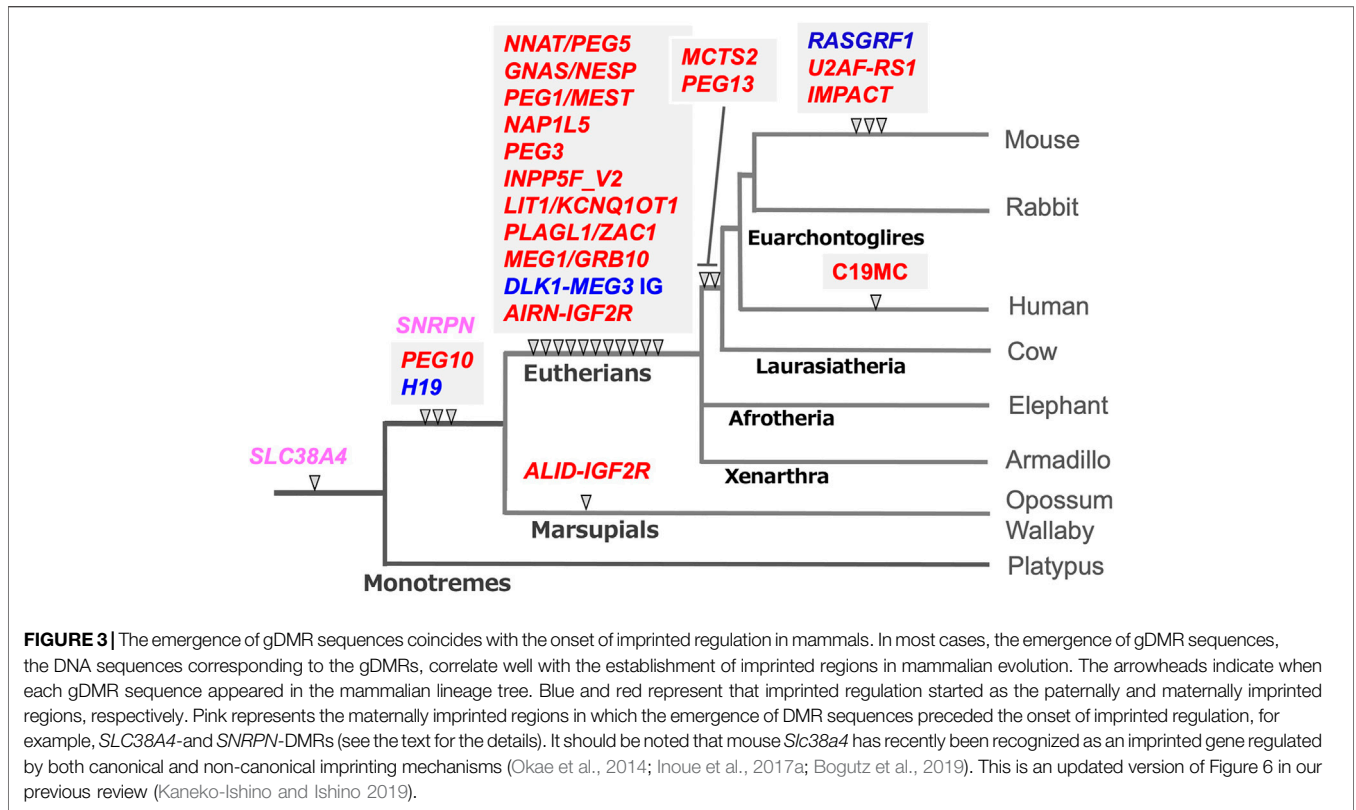 NNAT/PEG5
GNAS/NESP
PEG1/MEST
NAP1L5
PEG3
INPP5F_V2
LIT1/KCNQ1OT1
PLAGL1/ZAC1
MEG1/GRB10
DLK1-MEG3 IG
AIRN-IGF2R
MCTS2
PEG13
RASGRF1
U2AF-RS1
IMPACT
Mouse
Rabbit
Euarchontoglires
C19MC
Human
Cow
Laurasiatheria
SNRPN
PEG10
H19
Eutherians
Elephant
Afrotheria
SLC38A4
ALID-IGF2R
Armadillo
Xenarthra
Opossum
Wallaby
Marsupials
Platypus
Monotremes
FIGURE 3 | The emergence of gDMR sequences coincides with the onset of imprinted regulation in mammals. In most cases, the emergence of gDMR sequences,
the DNA sequences corresponding to the gDMRs, correlate well with the establishment of imprinted regions in mammalian evolution. The arrowheads indicate when
each gDMR sequence appeared in the mammalian lineage tree. Blue and red represent that imprinted regulation started as the paternally and maternally imprinted
regions, respectively. Pink represents the maternally imprinted regions in which the emergence of DMR sequences preceded the onset of imprinted regulation, for
example, SLC38A4-and SNRPN-DMRs (see the text for the details). It should be noted that mouse Slc38a4 has recently been recognized as an imprinted gene regulated
by both canonical and non-canonical imprinting mechanisms (Okae et al., 2014; Inoue et al., 2017a; Bogutz et al., 2019). This is an updated version of Figure 6 in our
previous review (Kaneko-Ishino and Ishino 2019).